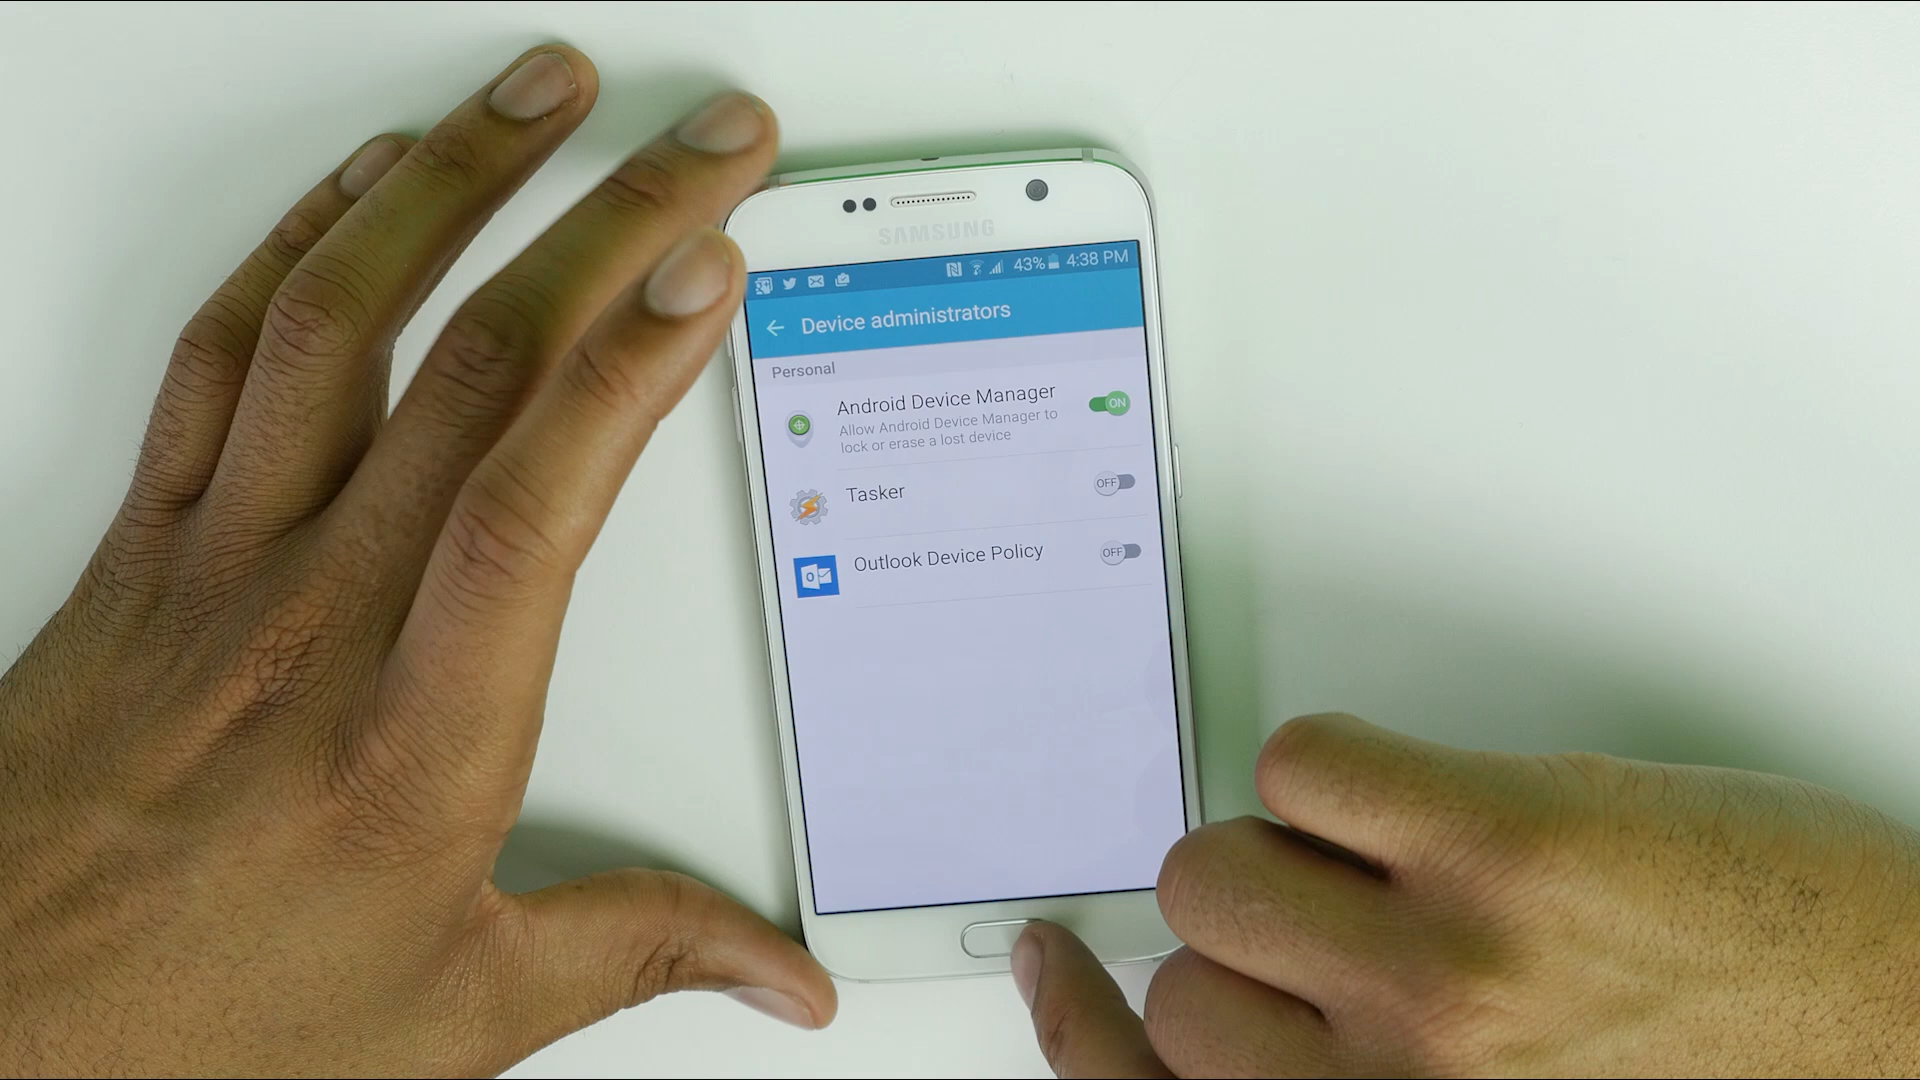 SAMSUNG
43% 4:38 PM
Device administrators
Personal
Android Device Manager
ON
Allow Android Device Manager to
lock or erase a lost device
Tasker
OFF
Outlook Device Policy
OFF